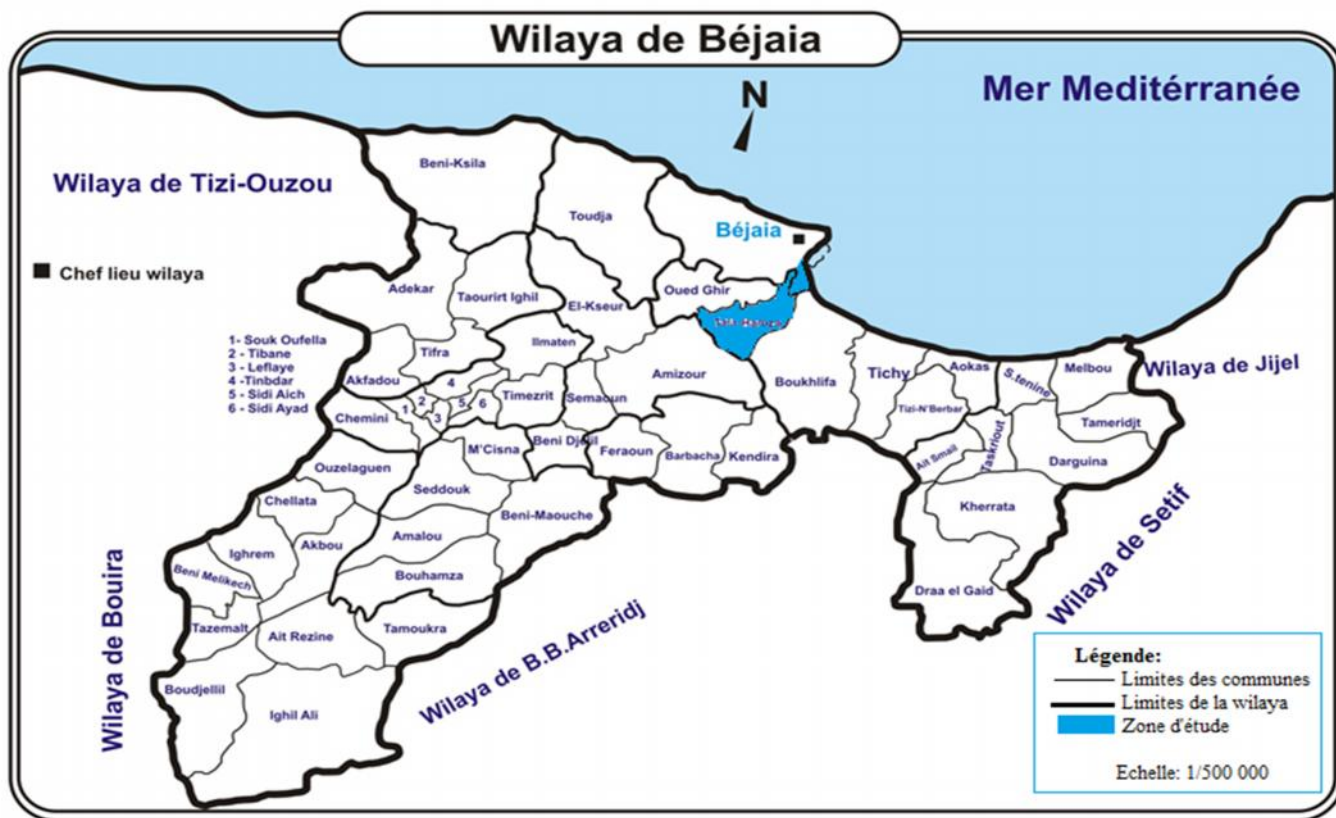 Wilaya de Béjaia
Mer Meditérranée
N
Wilaya de Tizi-Ouzou
Beni-Ksila
Toudja
Béjaia
Chef lieu wilaya
Adekar
Taourirt Ighil
El-Kseur
Oued Ghir
1- Souk Oufella
2 - Tibane
3 - Leflaye
4 -Tinbdar
5 - Sidi Aich
6 - Sidi Ayad
Tifra
Ilmaten
Akfadou
Amizour
Boukhlifa
Tichy
Aokas
S.tenine
Melbou
Wilaya de Jijel
Chemini
1
2
3
4
5
6
Timezrit
Semaoun
Tizi-N'Berbar
Tameridjt
M'Cisna
Beni Djelil
Feraoun
Barbacha
Kendira
Ait Smail
Taskriout
Darguina
Ouzelaguen
Seddouk
Chellata
Beni-Maouche
Kherrata
Wilaya de Setif
Ighrem
Akbou
Amalou
Beni Melikech
Bouhamza
Draa el Gaid
Wilaya de Bouira
Tazemalt
Ait Rezine
Tamoukra
Wilaya de B.B.Arreridj
Boudjellil
Ighil Ali
Légende:
Limites des communes
Limites de la wilaya
Zone d'étude
Echelle: 1/500 000